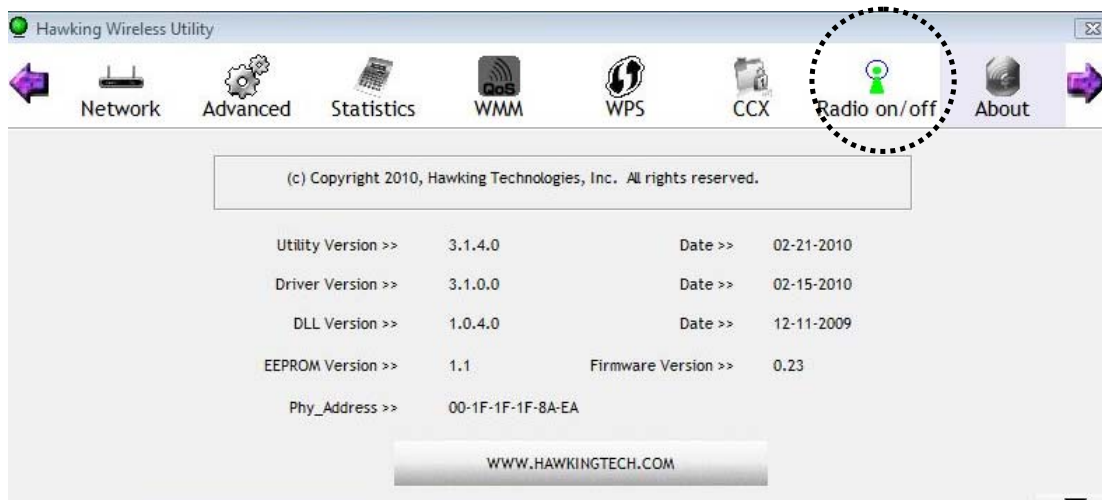 Hawking Wireless Utility
Network Advanced Statistics QoS WMM WPS CCX Radio on/off About
(c) Copyright 2010, Hawking Technologies, Inc. All rights reserved.
Utility Version >> 3.1.4.0 Date >> 02-21-2010
Driver Version >> 3.1.0.0 Date >> 02-15-2010
DLL Version >> 1.0.4.0 Date >> 12-11-2009
EEPROM Version >> 1.1 Firmware Version >> 0.23
Phy_Address >> 00-1F-1F-1F-8A-EA
WWW.HAWKINGTECH.COM